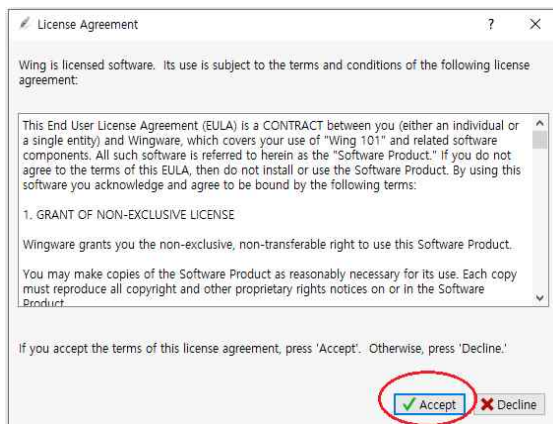 License Agreement
?
Wing is licensed software.  Its use is subject to the terms and conditions of the following license
agreement:
This End User License Agreement (EULA) is a CONTRACT between you (either an individual or
a single entity) and Wingware, which covers your use of "Wing 101" and related software
components. All such software is referred to herein as the "Software Product." If you do not
agree to the terms of this EULA, then do not install or use the Software Product. By using this
software you acknowledge and agree to be bound by the following terms:
1. GRANT OF NON-EXCLUSIVE LICENSE
Wingware grants you the non-exclusive, non-transferable right to use this Software Product.
You may make copies of the Software Product as reasonably necessary for its use. Each copy
must reproduce all copyright and other proprietary rights notices on or in the Software
Product.
If you accept the terms of this license agreement, press 'Accept'.  Otherwise, press 'Decline.'
Accept
Decline